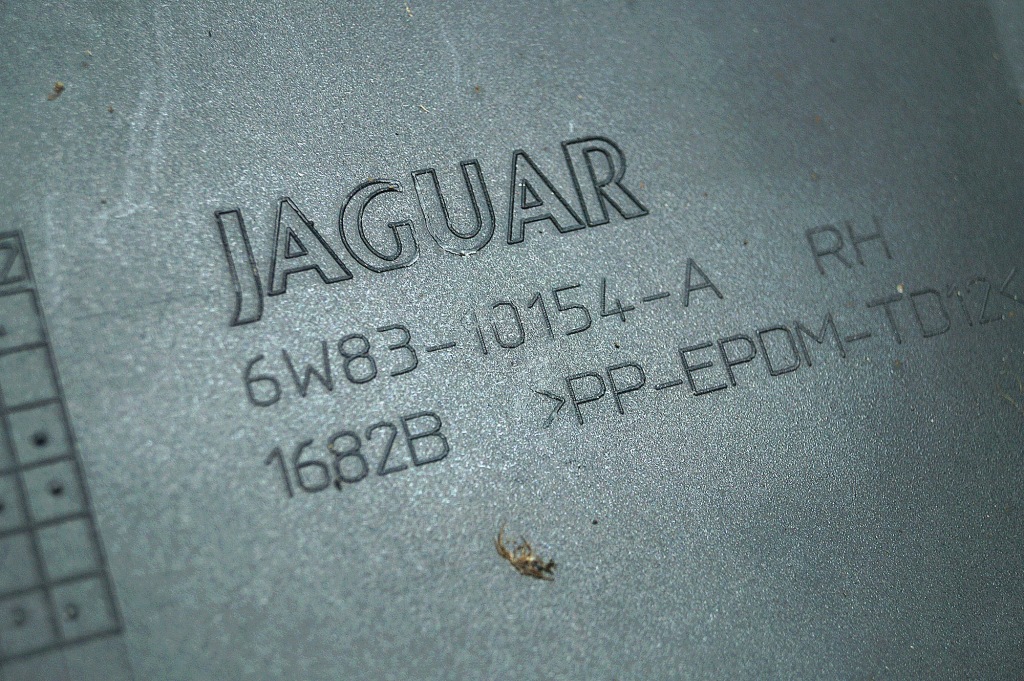 JAGUAR
6W83-10154-A RH
1682B >PP-EPDM-TD12<